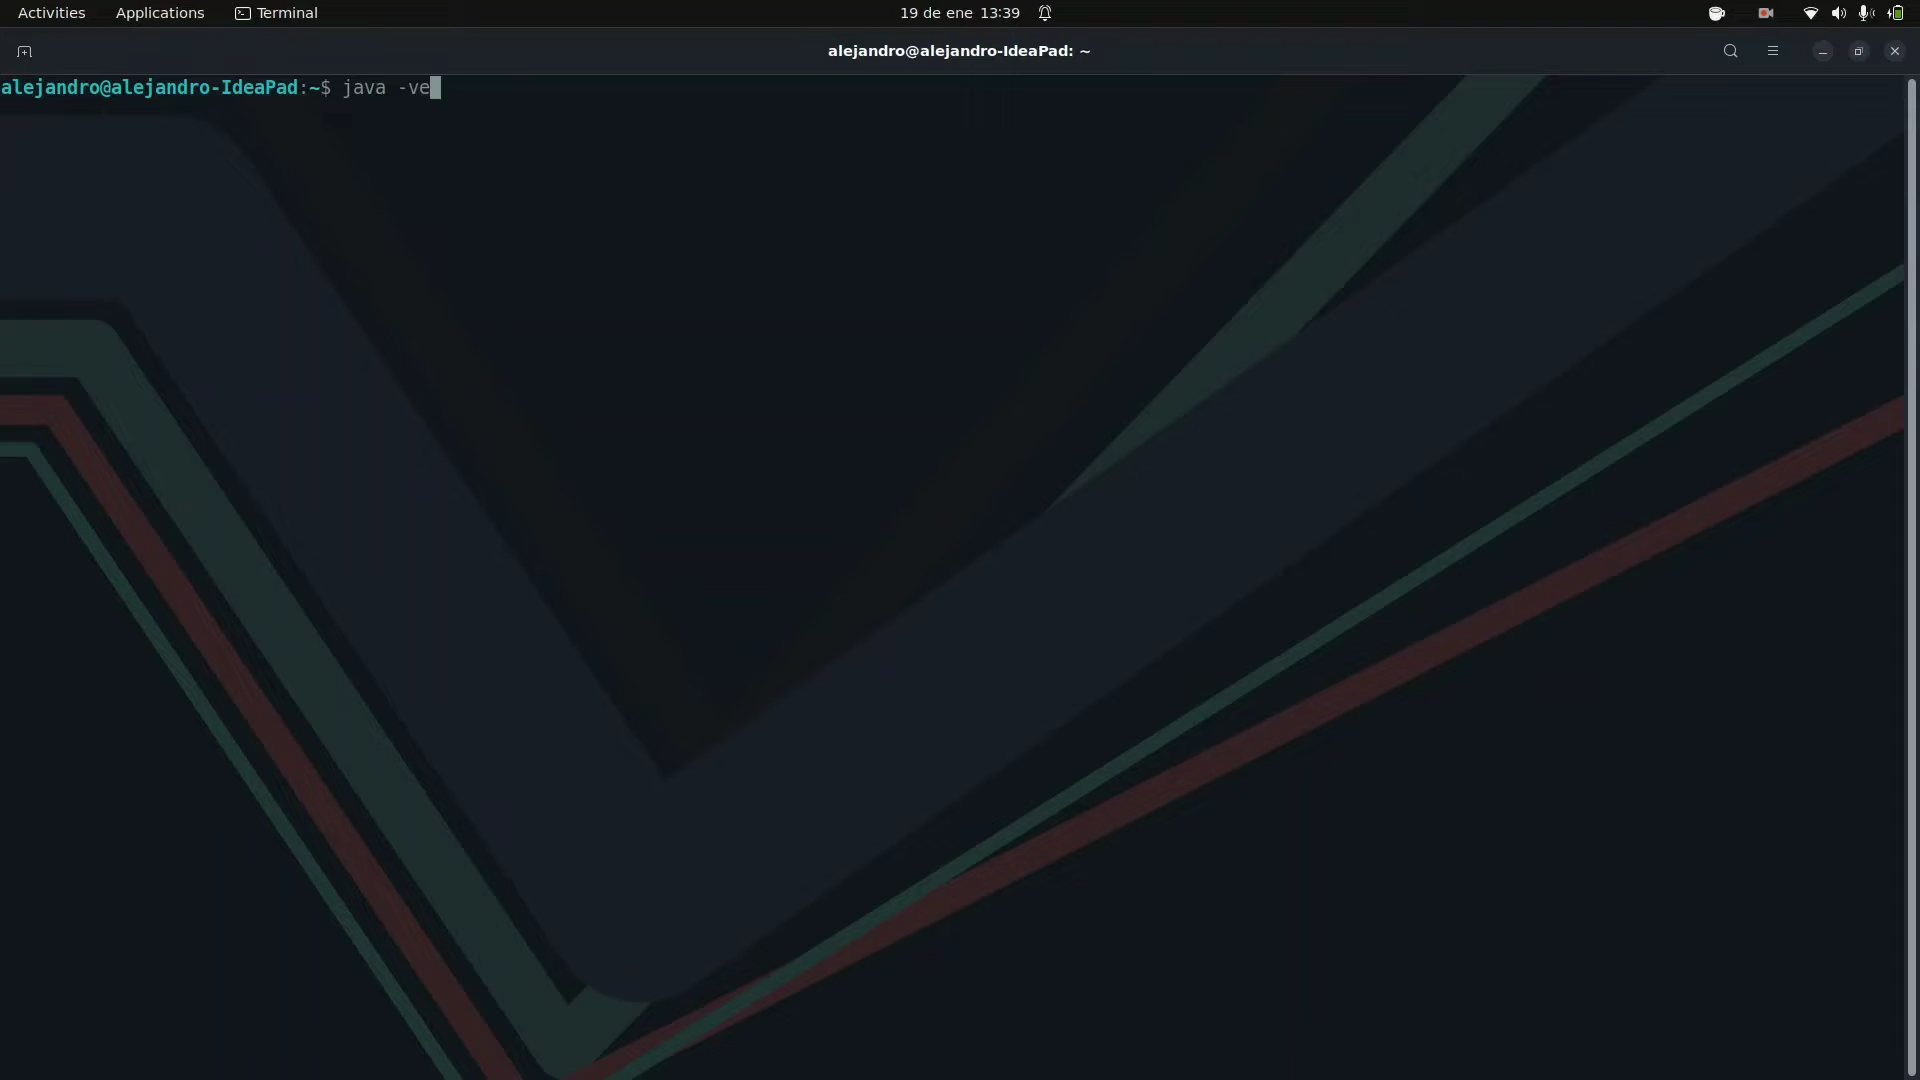 Activities Applications Terminal 19 de ene 13:39
alejandro@alejandro-IdeaPad: ~
alejandro@alejandro-IdeaPad:~$ java -ve